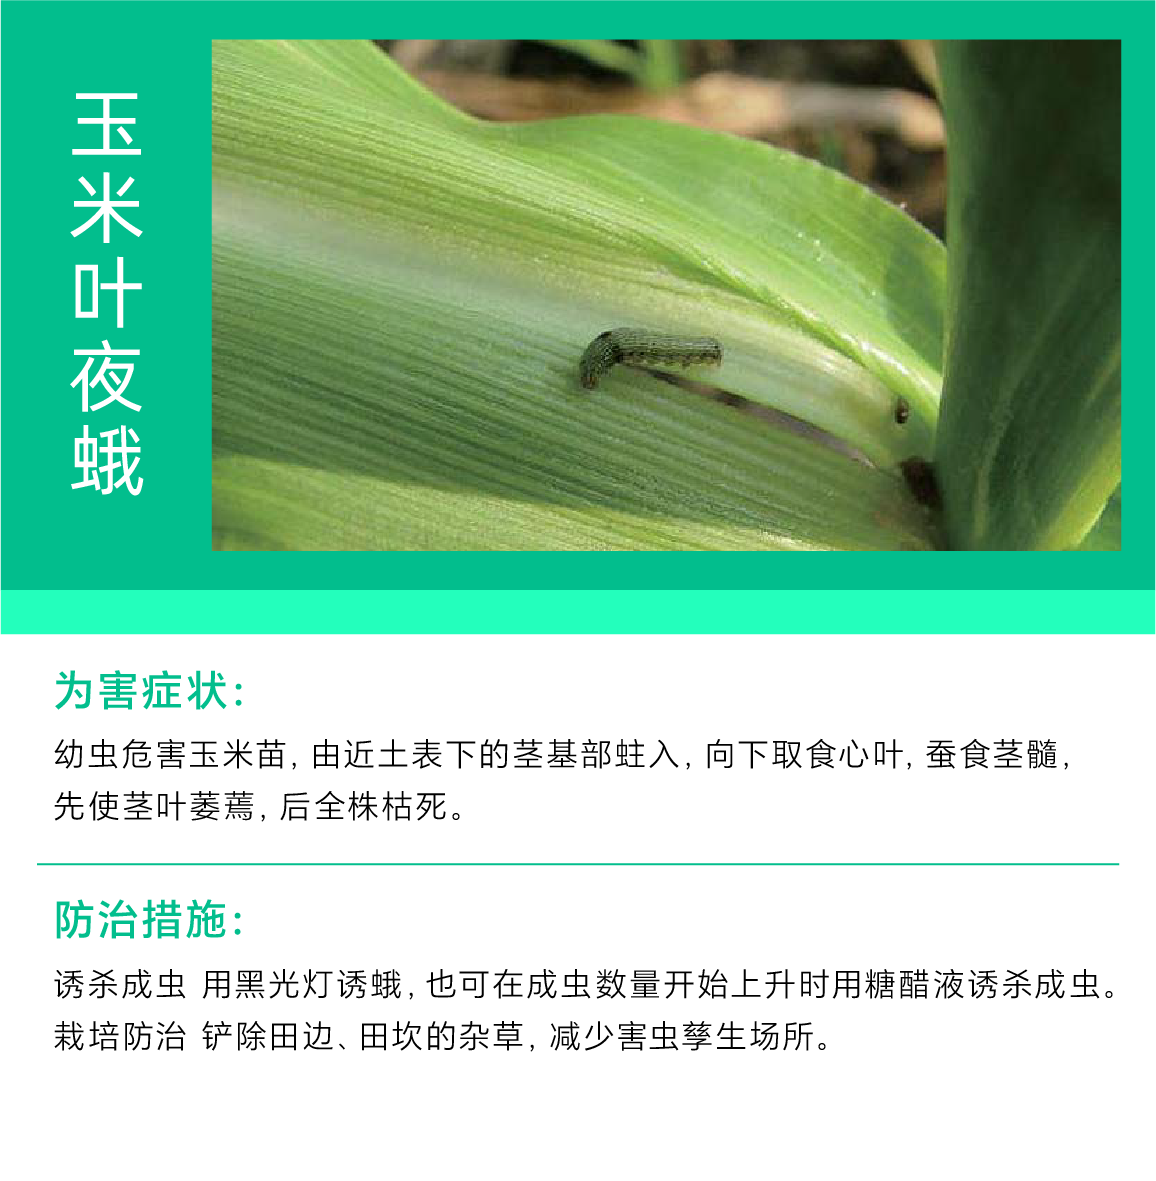 玉米叶夜蛾
为害症状：
幼虫危害玉米苗，由近土表下的茎基部蛀入，向下取食心叶，蚕食茎髓，
先使茎叶萎蔫，后全株枯死。
防治措施：
诱杀成虫 用黑光灯诱蛾，也可在成虫数量开始上升时用糖醋液诱杀成虫。
栽培防治 铲除田边、田坎的杂草，减少害虫孳生场所。